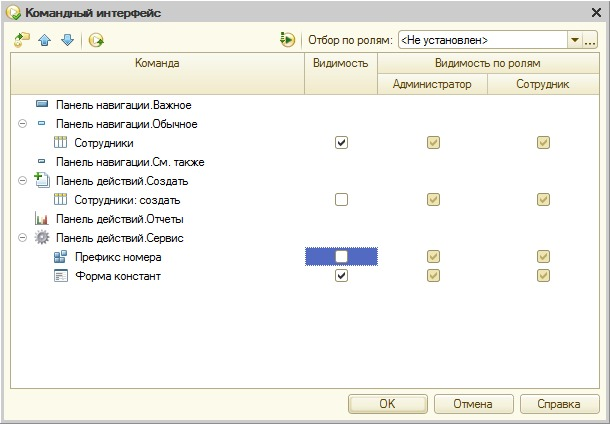 Командный интерфейс
Отбор по ролям: <Не установлен>
Команда Видимость Видимость по ролям
Администратор Сотрудник
Панель навигации.Важное
Панель навигации.Обычное
Сотрудники
Панель навигации.См. также
Панель действий.Создать
Сотрудники: создать
Панель действий.Отчеты
Панель действий.Сервис
Префикс номера
Форма констант
OK Отмена Справка